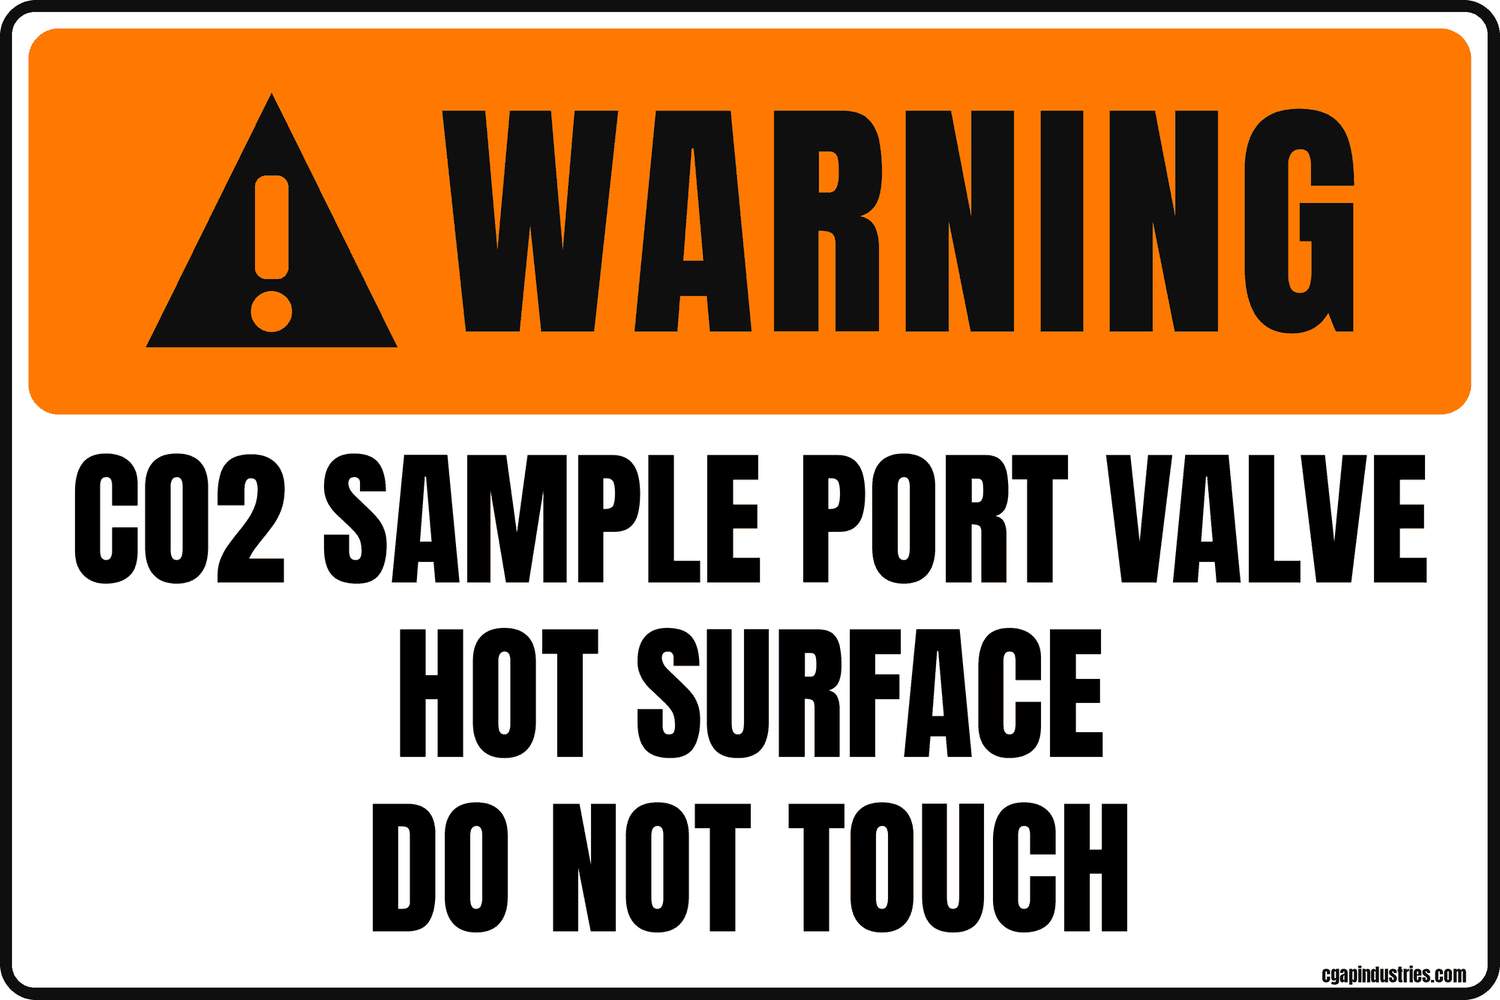 WARNING
CO2 SAMPLE PORT VALVE
HOT SURFACE
DO NOT TOUCH
cgapindustries.com